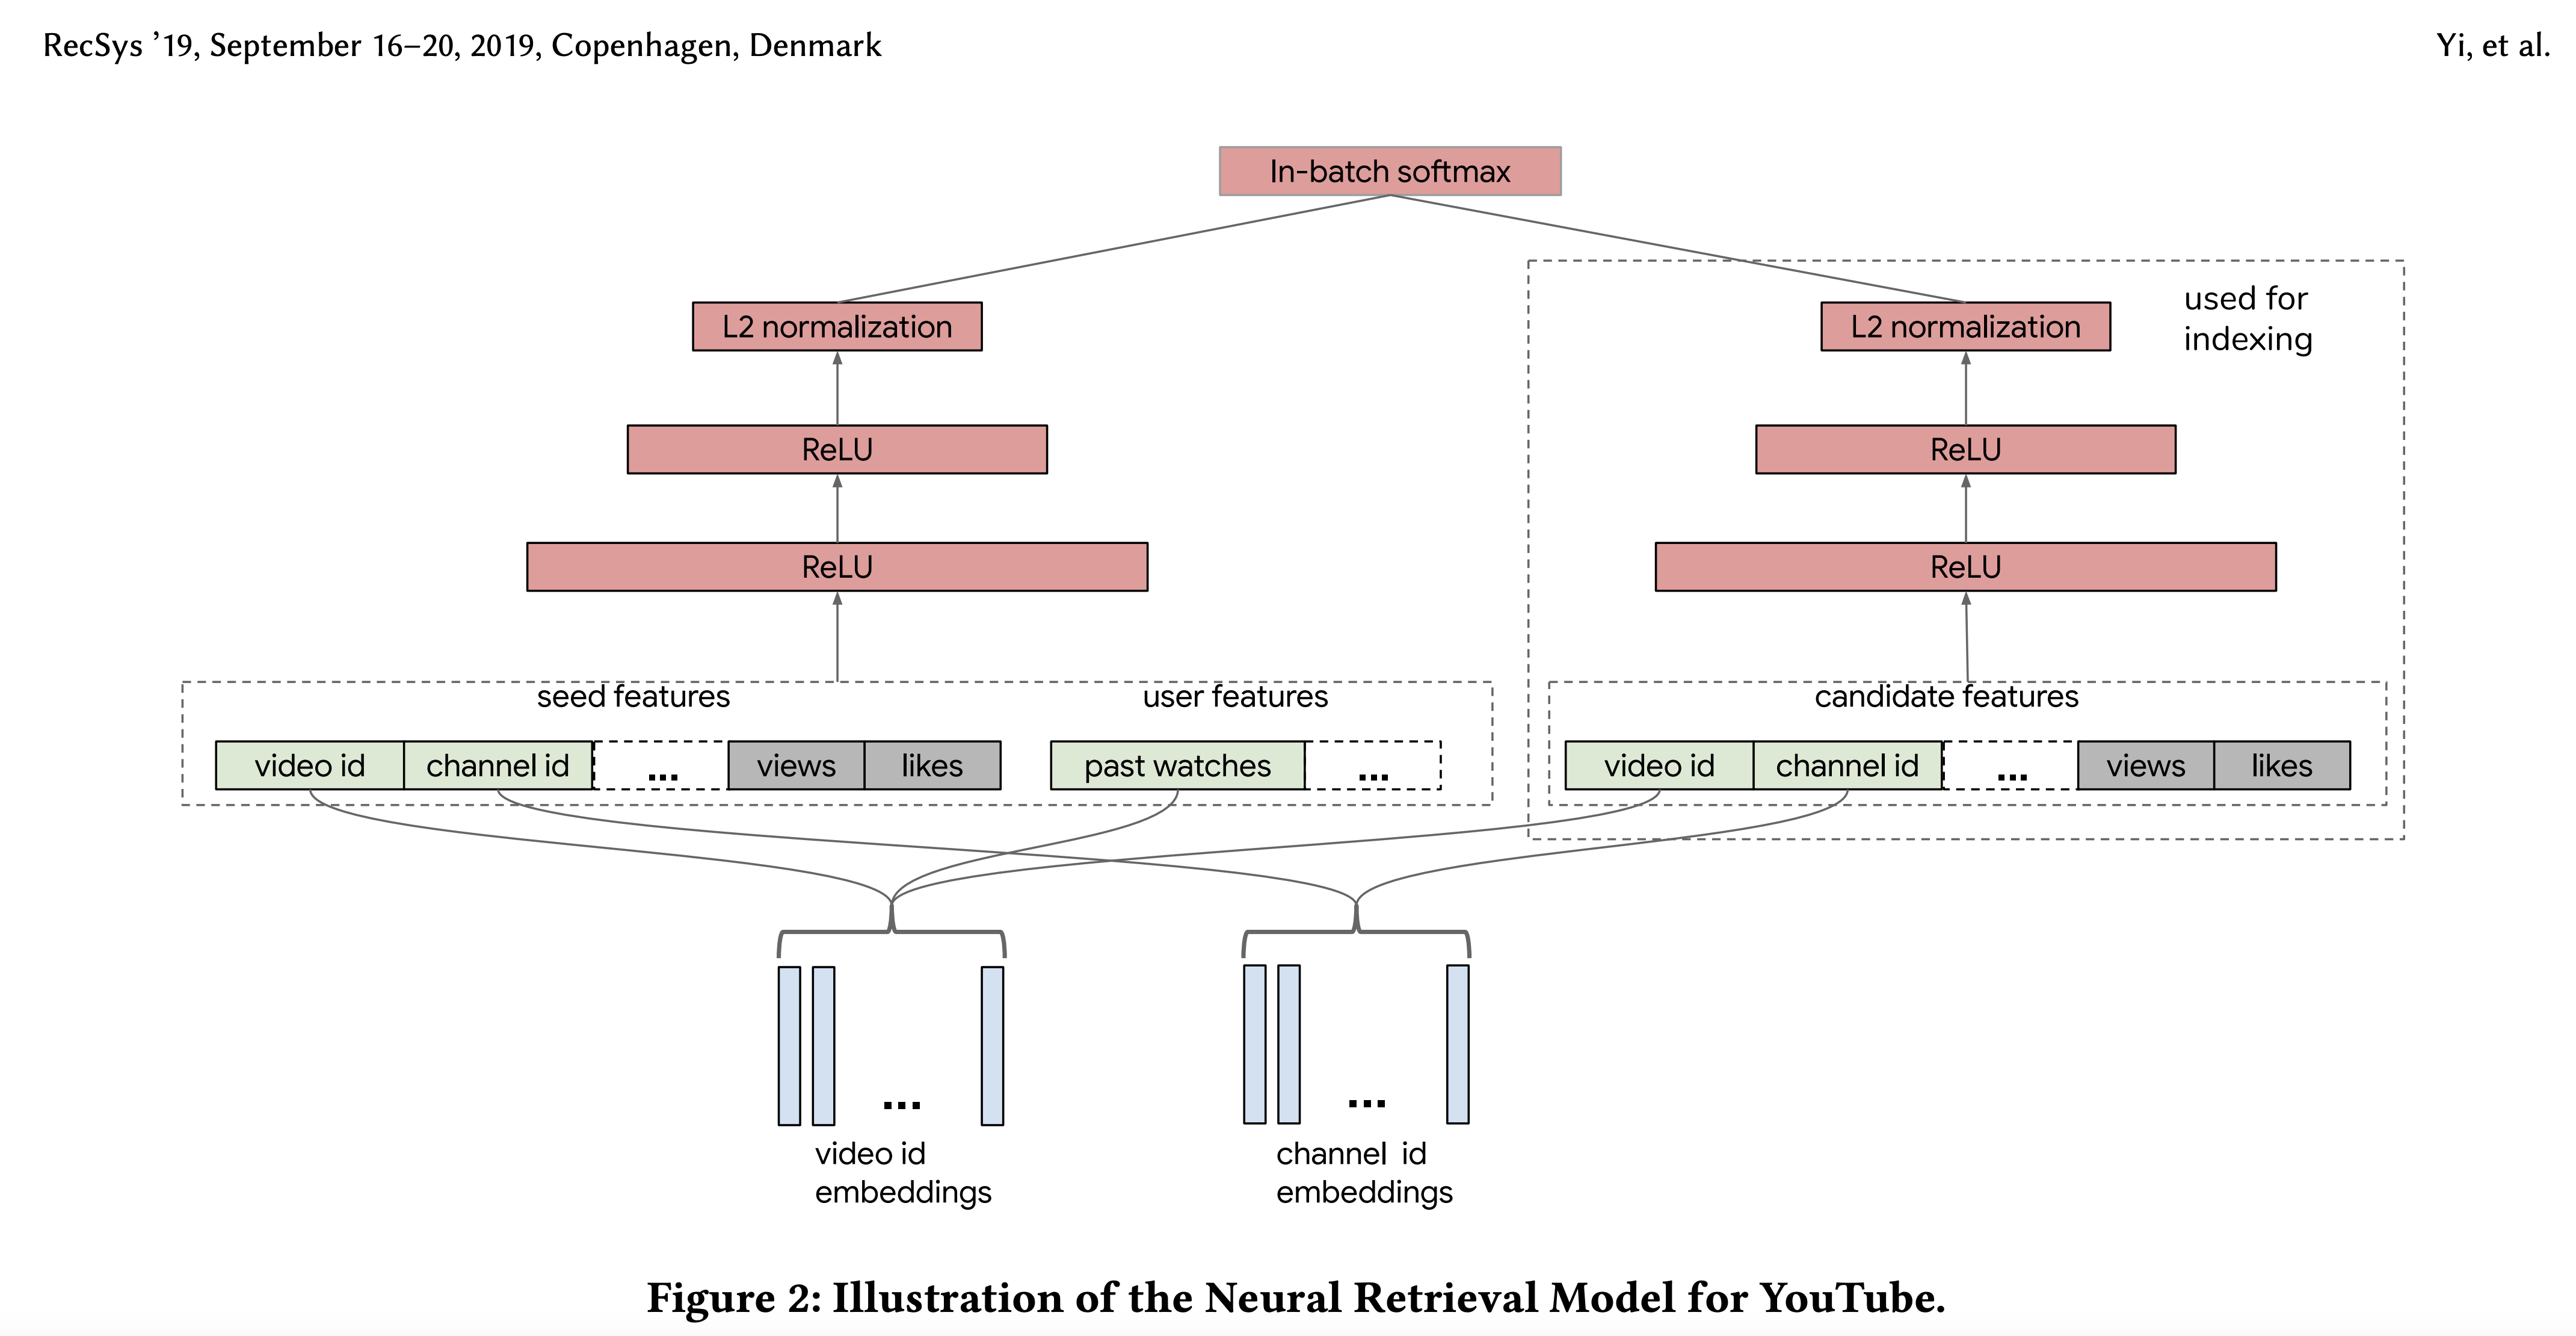 RecSys ’19, September 16–20, 2019, Copenhagen, Denmark
Yi, et al.
In-batch softmax
L2 normalization
L2 normalization
used for
indexing
ReLU
ReLU
ReLU
ReLU
seed features
user features
candidate features
video id
channel id
...
views
likes
past watches
...
video id
channel id
...
views
likes
...
...
video id
embeddings
channel id
embeddings
Figure 2: Illustration of the Neural Retrieval Model for YouTube.